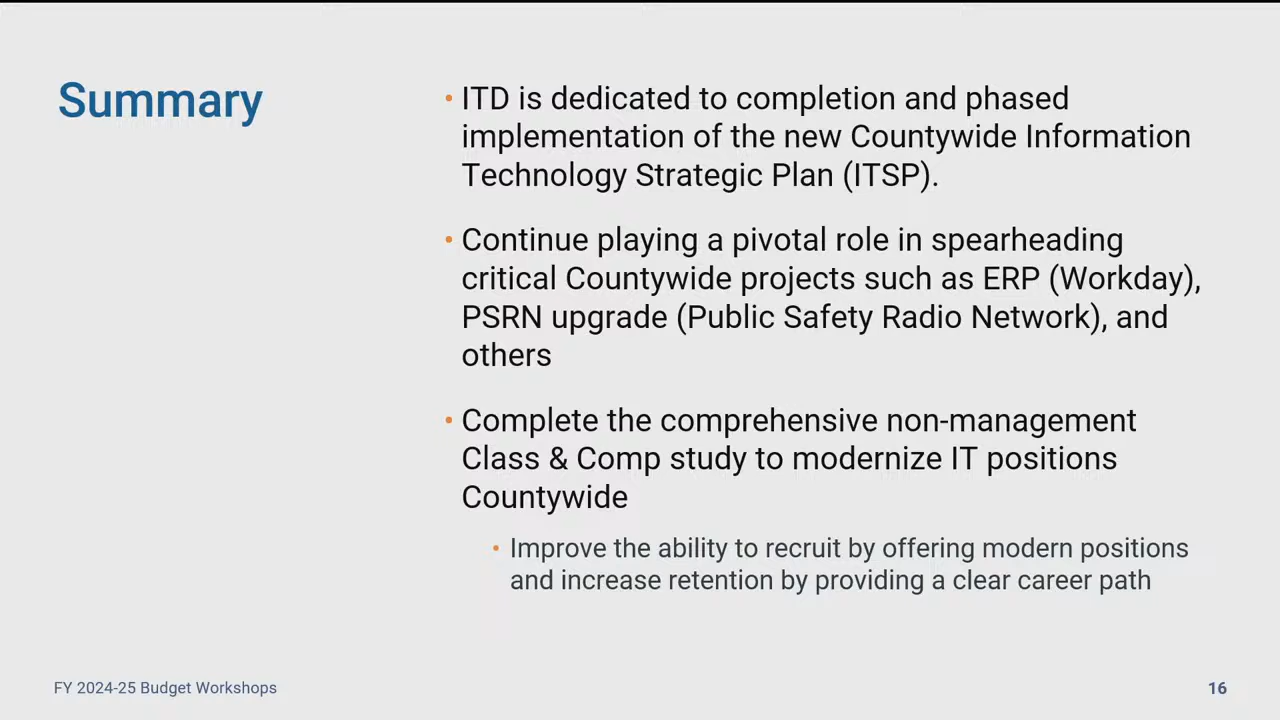 Summary
• ITD is dedicated to completion and phased
implementation of the new Countywide Information
Technology Strategic Plan (ITSP).
• Continue playing a pivotal role in spearheading
critical Countywide projects such as ERP (Workday),
PSRN upgrade (Public Safety Radio Network), and
others
• Complete the comprehensive non-management
Class & Comp study to modernize IT positions
Countywide
• Improve the ability to recruit by offering modern positions
and increase retention by providing a clear career path
FY 2024-25 Budget Workshops
16